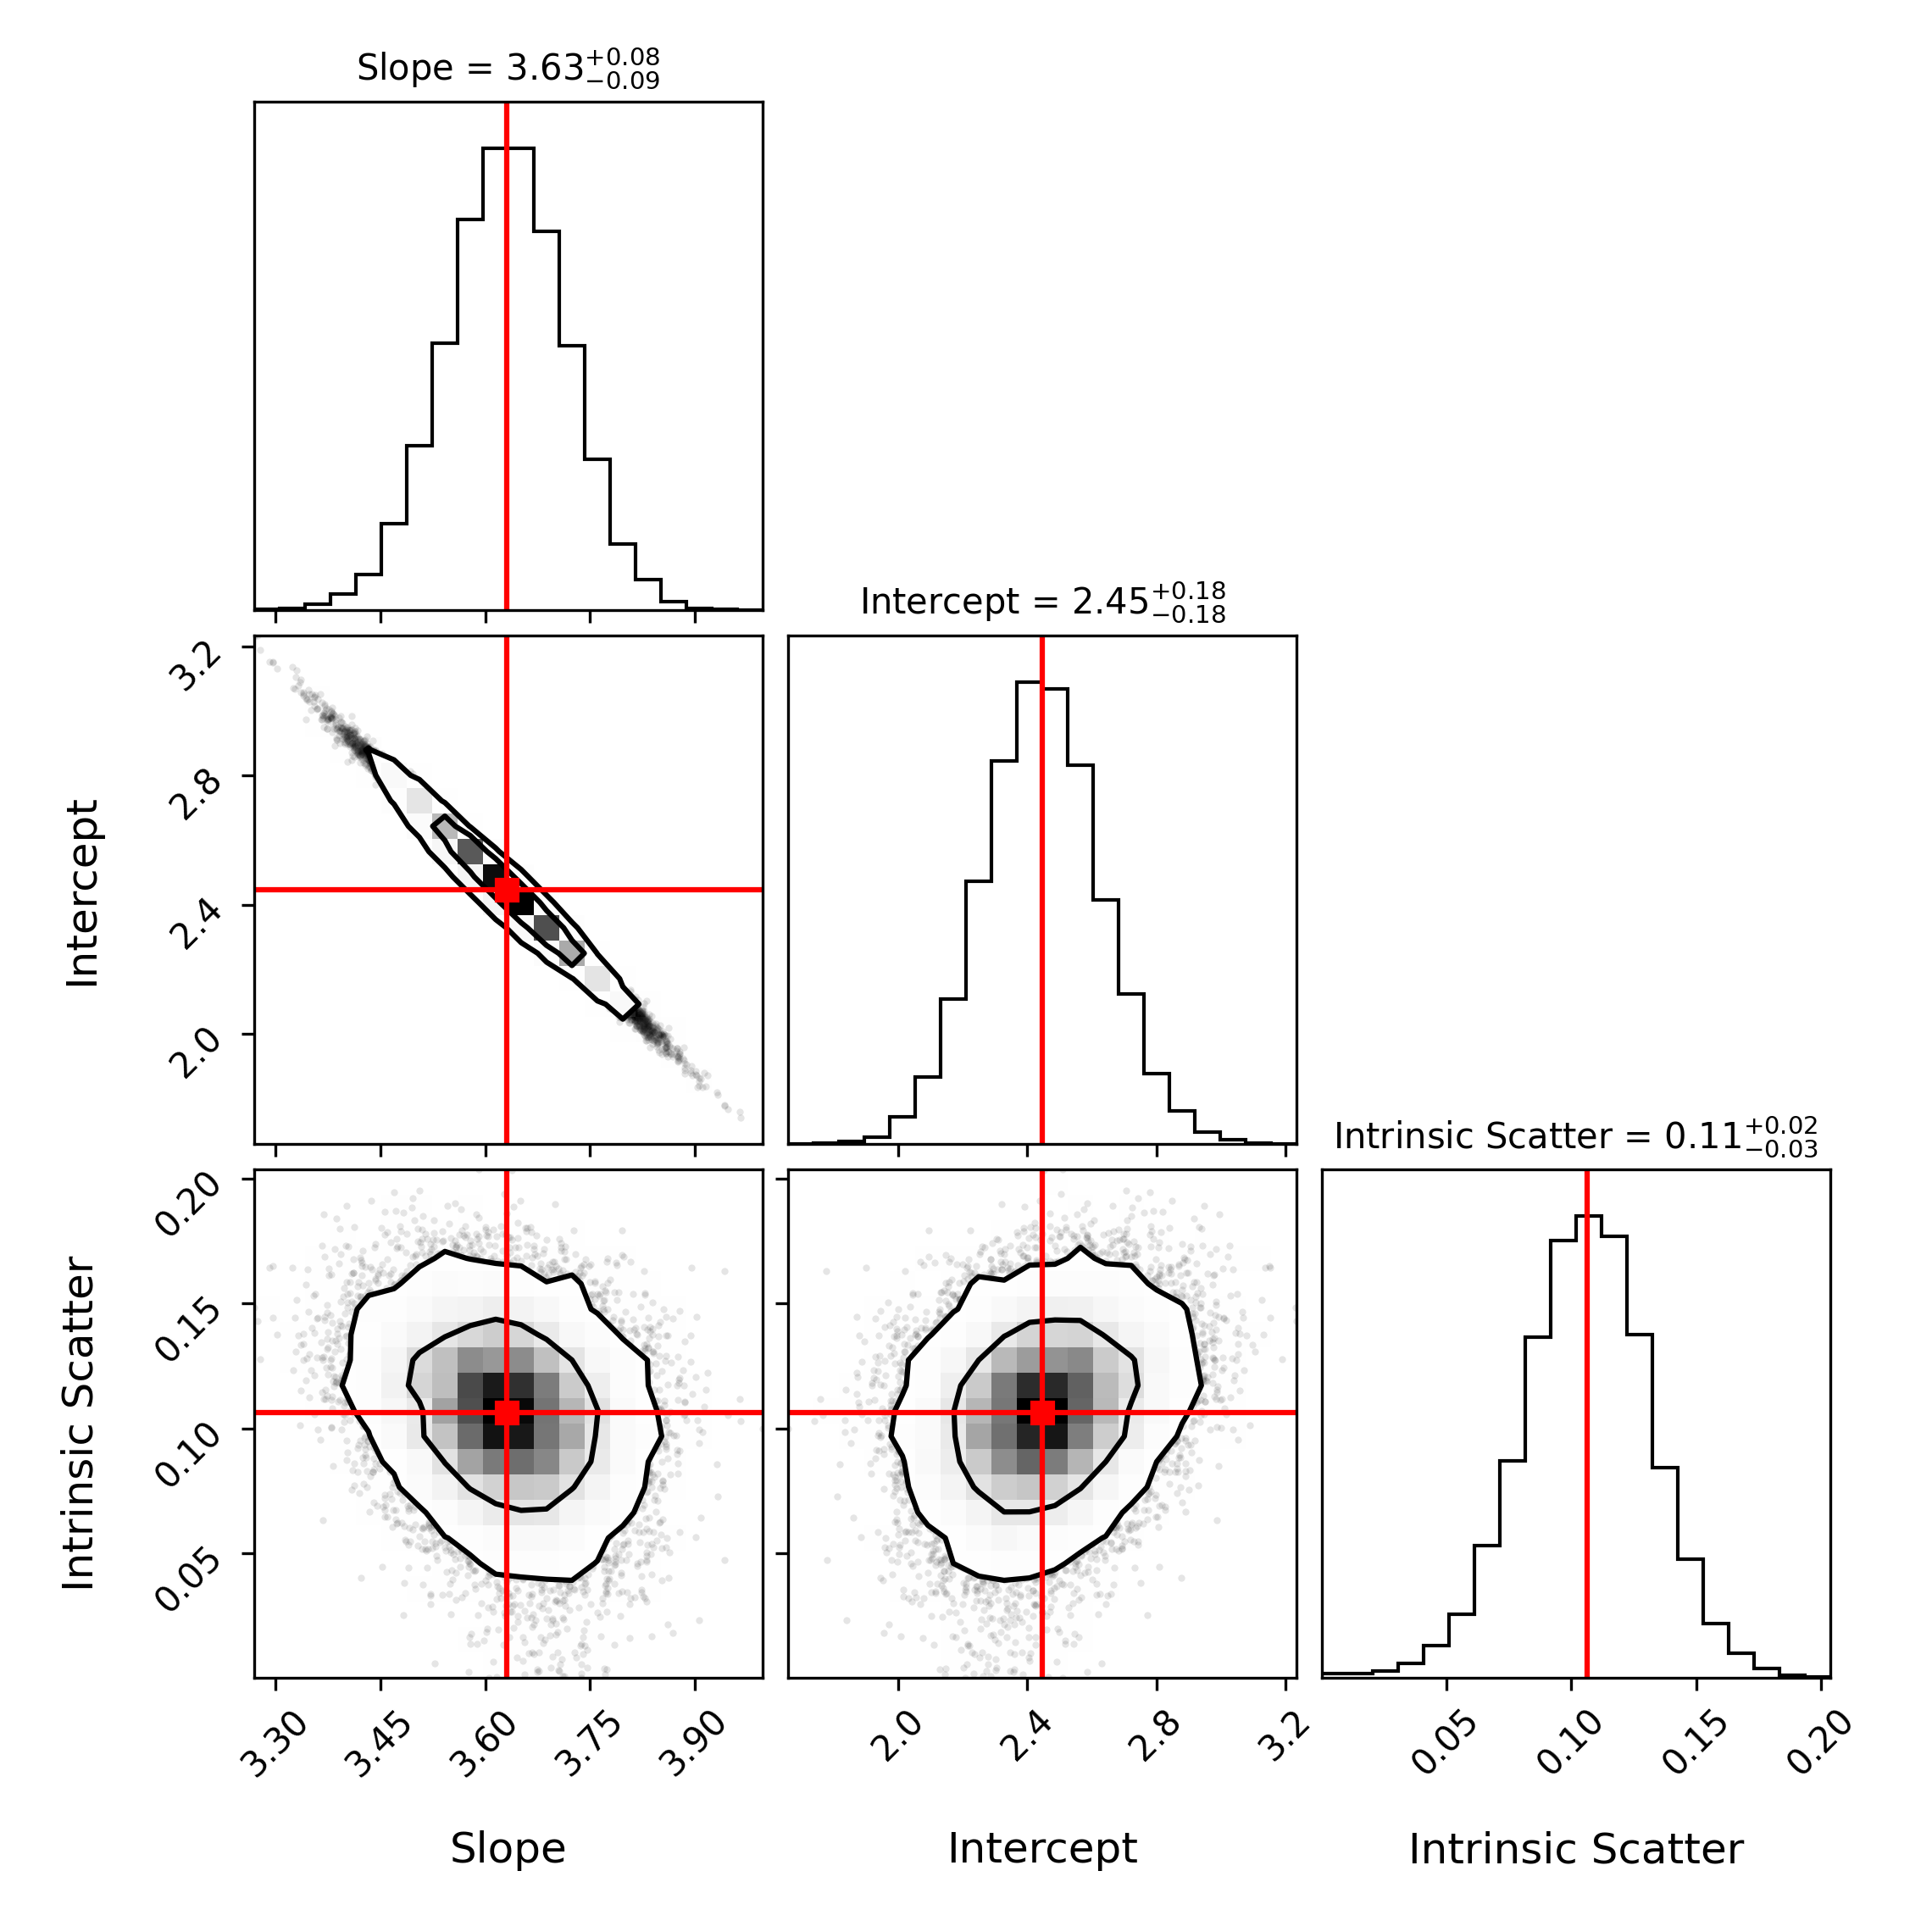 Slope = 3.63+0.08−0.09
3.2
2.8
2.4
2.0
Intercept
Intercept = 2.45+0.18−0.18
0.20
0.15
0.10
0.05
Intrinsic Scatter
Intrinsic Scatter = 0.11+0.02−0.03
3.30 3.45 3.60 3.75 3.90
2.0 2.4 2.8 3.2
0.05 0.10 0.15 0.20
Slope
Intercept
Intrinsic Scatter